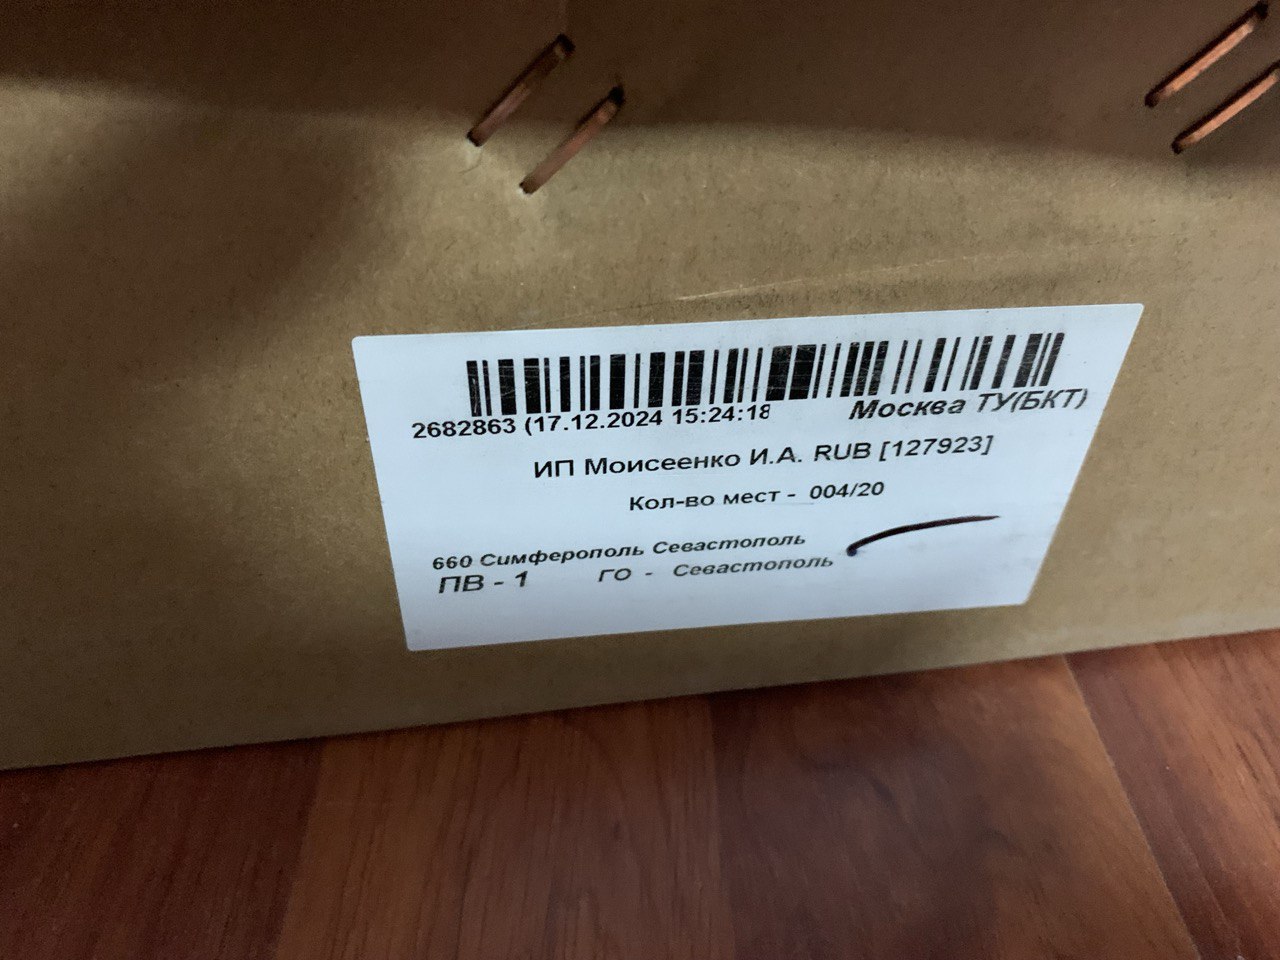 2682863 (17.12.2024 15:24:18 Москва ТУ(БКТ)
ИП Моисеенко И.А. RUB [127923]
Кол-во мест - 004/20
660 Симферополь Севастополь
ПВ - 1 ГО - Севастополь